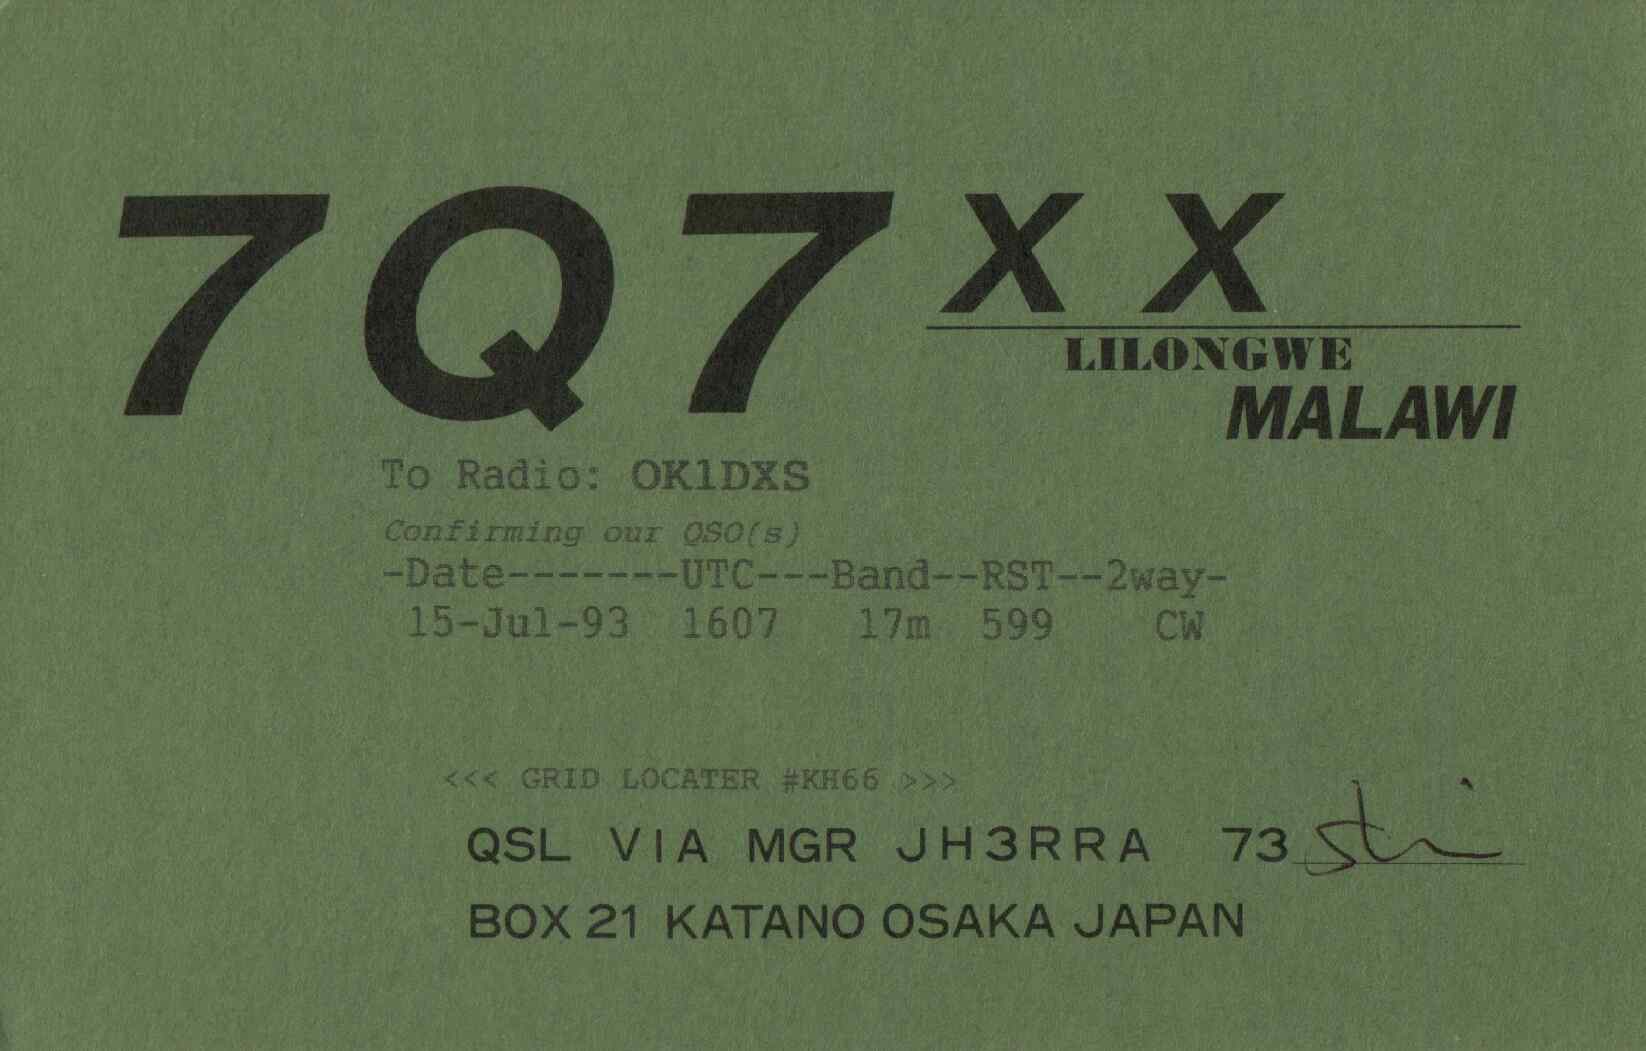 7Q7XX
LILONGWE
MALAWI
To Radio: OK1DXS
Confirming our QSO(s)
-Date-------UTC---Band--RST--2way-
15-Jul-93 1607 17m 599 CW
<<< GRID LOCATER #KH66 >>>
QSL VIA MGR JH3RRA 73
BOX 21 KATANO OSAKA JAPAN